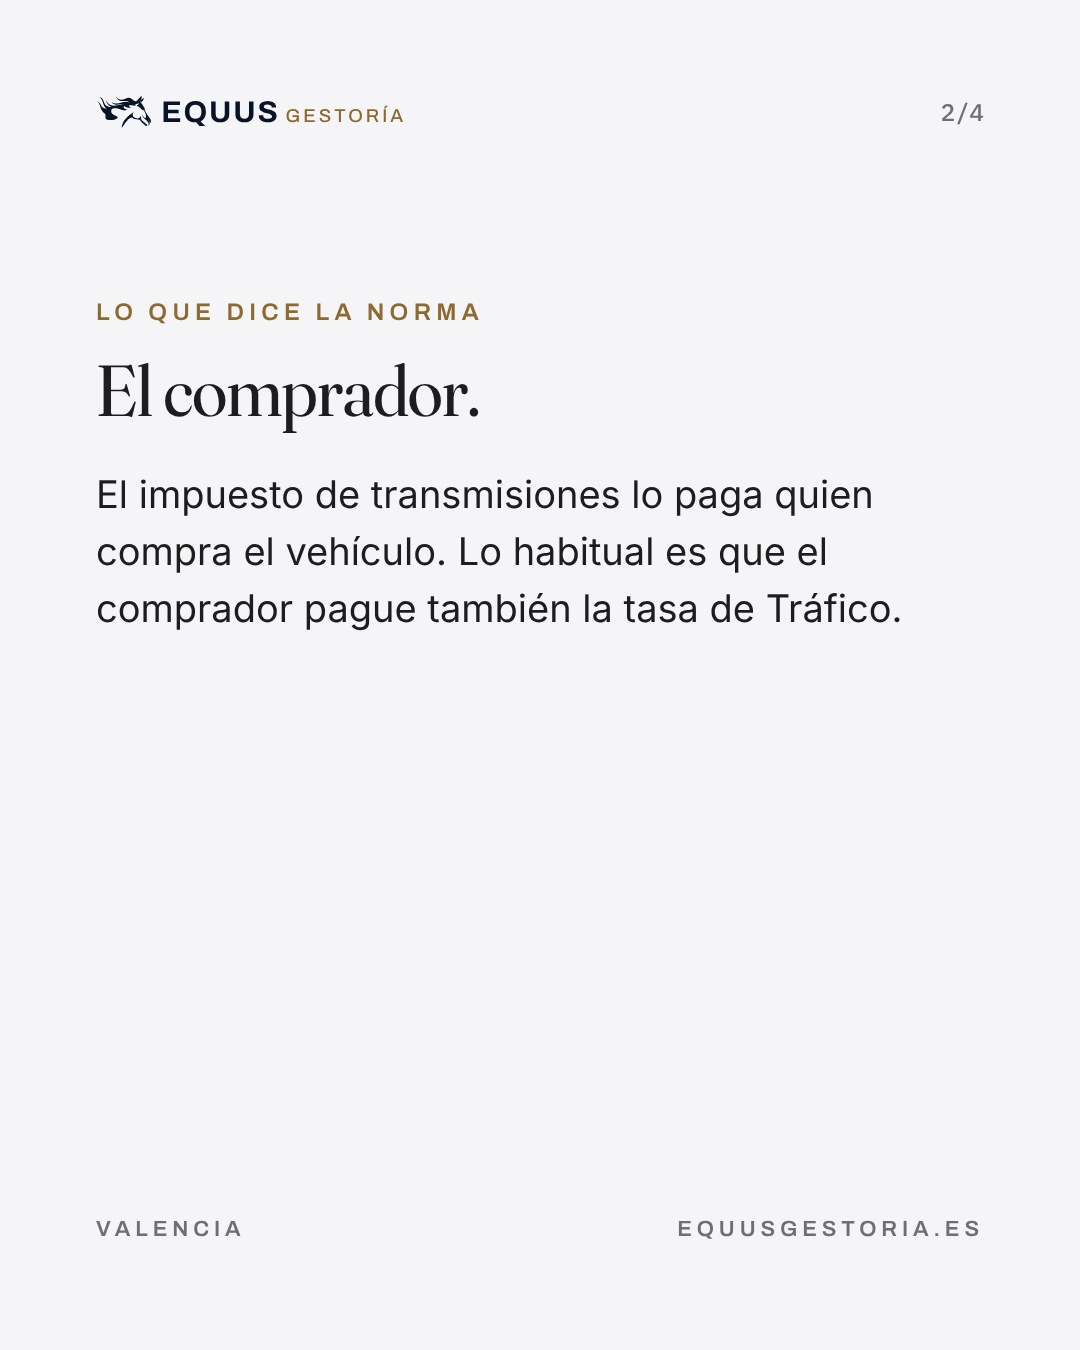 EQUUS GESTORÍA
2/4
LO QUE DICE LA NORMA
El comprador.
El impuesto de transmisiones lo paga quien
compra el vehículo. Lo habitual es que el
comprador pague también la tasa de Tráfico.
VALENCIA
EQUUSGESTORIA.ES